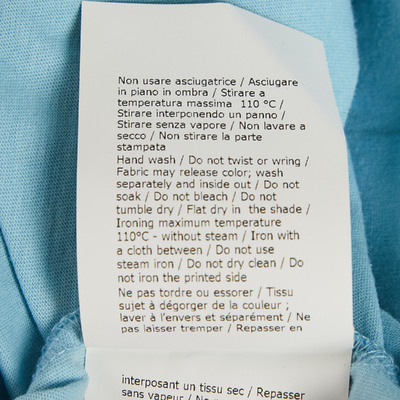 Non usare asciugatrice / Asciugare
in piano in ombra / Stirare a
temperatura massima 110 °C /
Stirare interponendo un panno /
Stirare senza vapore / Non lavare a
secco / Non stirare la parte
stampata
Hand wash / Do not twist or wring /
Fabric may release color; wash
separately and inside out / Do not
soak / Do not bleach / Do not
tumble dry / Flat dry in the shade /
Ironing maximum temperature
110°C - without steam / Iron with
a cloth between / Do not use
steam iron / Do not dry clean / Do
not iron the printed side
Ne pas tordre ou essorer / Tissu
sujet à dégorger de la couleur ;
laver à l'envers et séparément / Ne
pas laisser tremper / Repasser en
interposant un tissu sec / Repasser
sans vapeur /